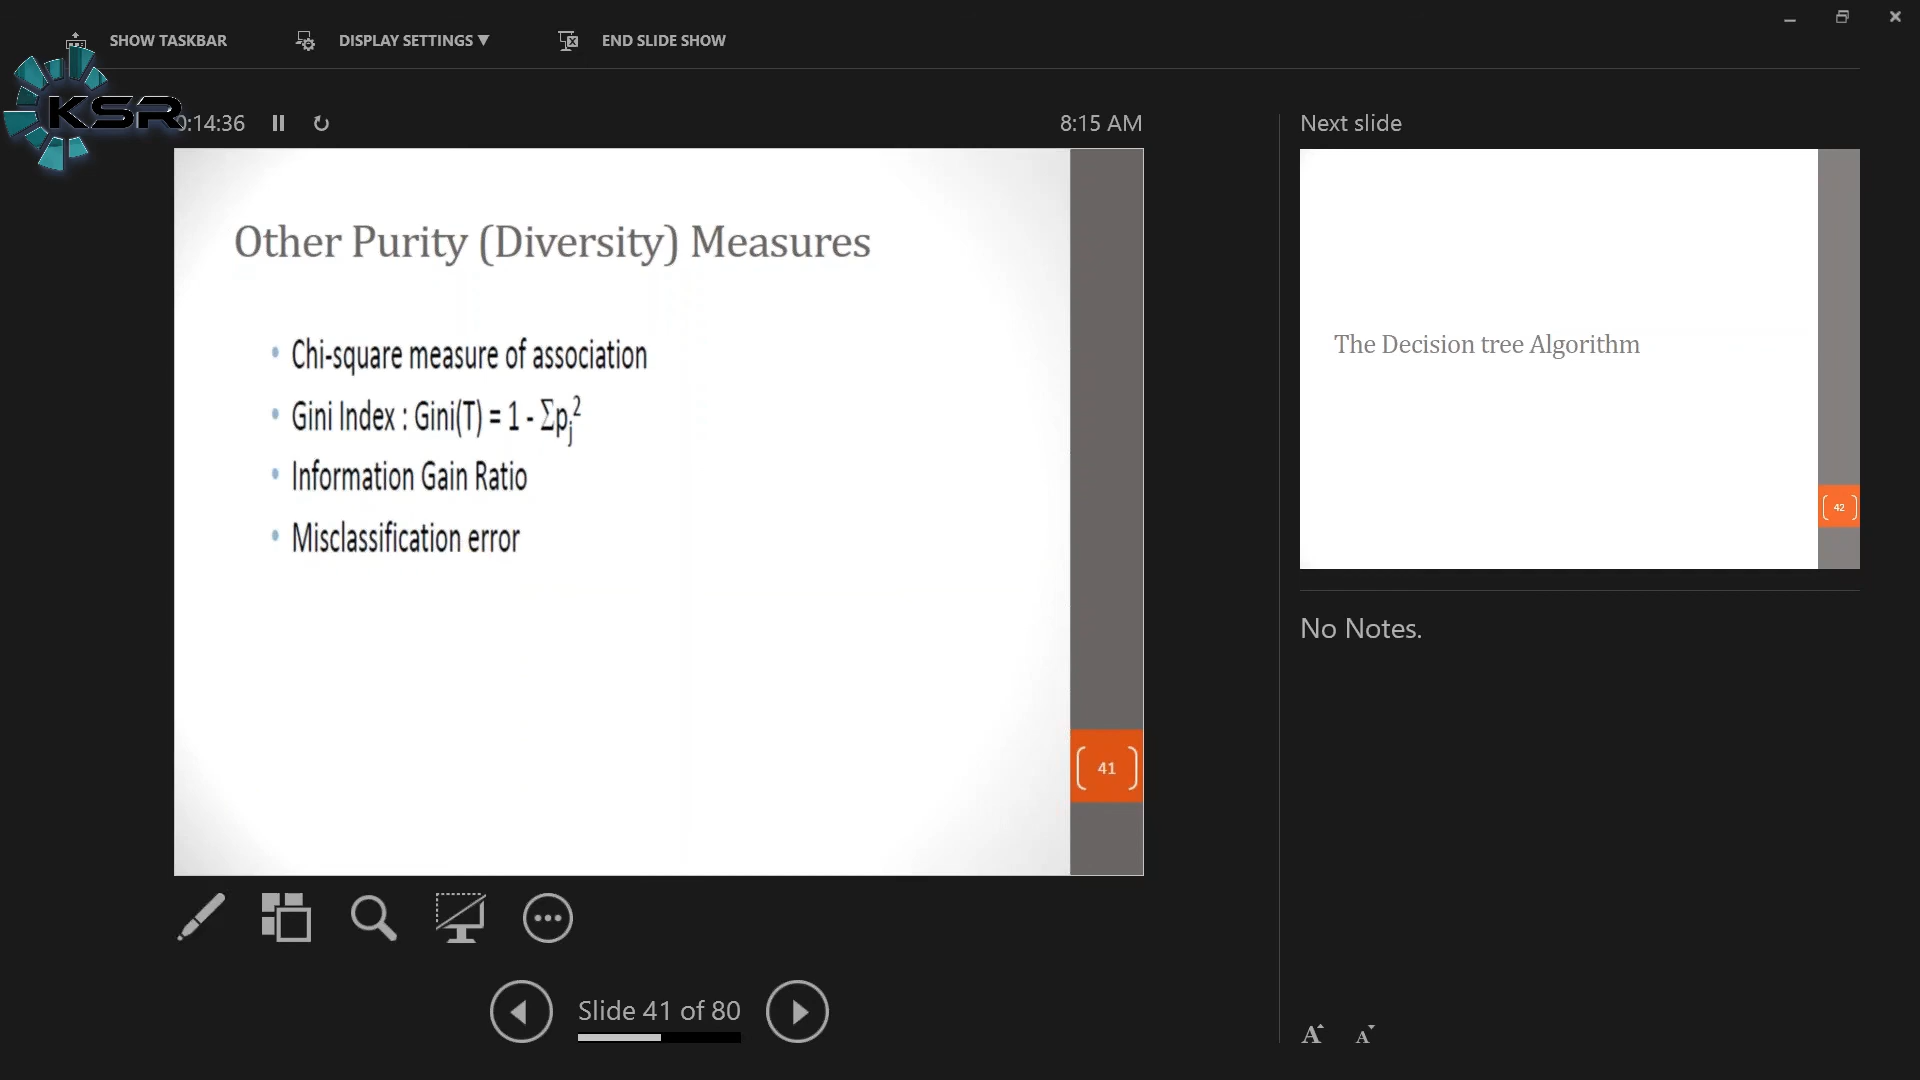 SHOW TASKBAR
DISPLAY SETTINGS ▼
END SLIDE SHOW
KSR
0:14:36
8:15 AM
Other Purity (Diversity) Measures
• Chi-square measure of association
• Gini Index : Gini(T) = 1 - Σpj²
• Information Gain Ratio
• Misclassification error
41
Slide 41 of 80
Next slide
The Decision tree Algorithm
42
No Notes.
A A